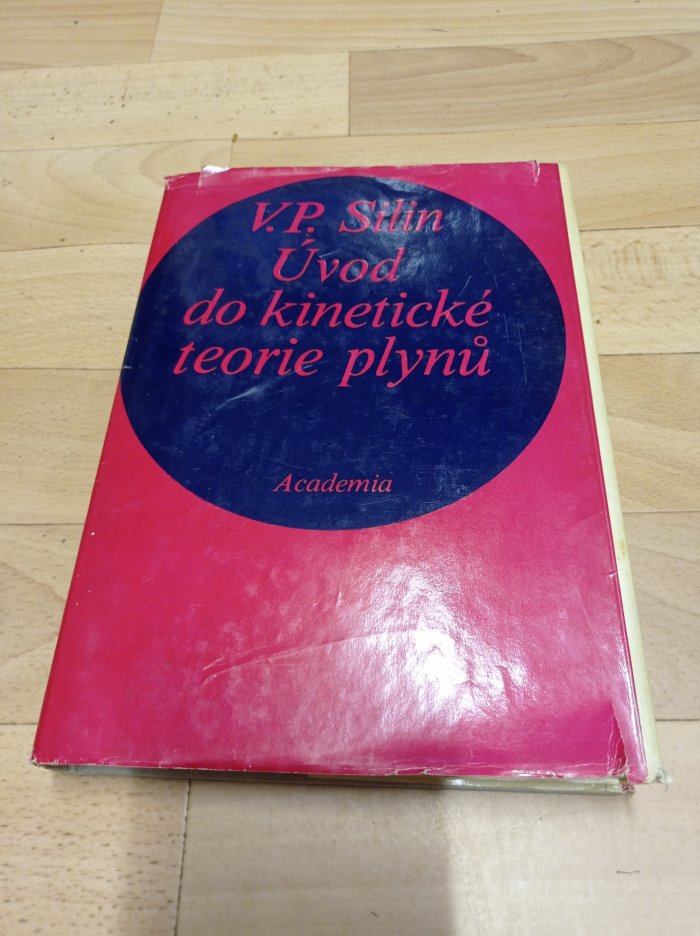 V.P. Silin
Úvod
do kinetické
teorie plynů
Academia